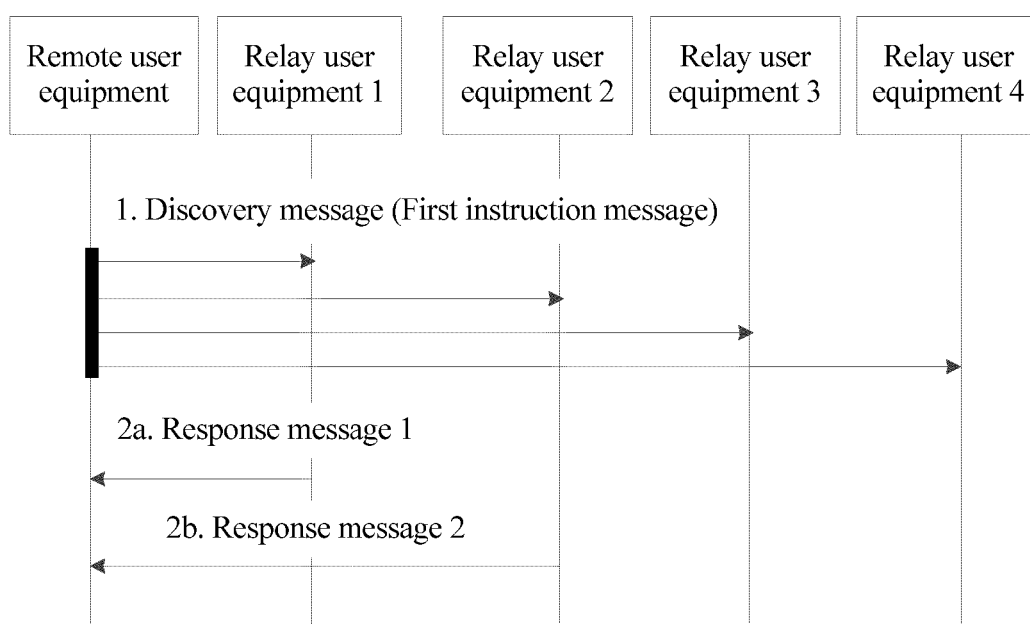 Remote user
equipment
Relay user
equipment 1
Relay user
equipment 2
Relay user
equipment 3
Relay user
equipment 4
1. Discovery message (First instruction message)
2a. Response message 1
2b. Response message 2